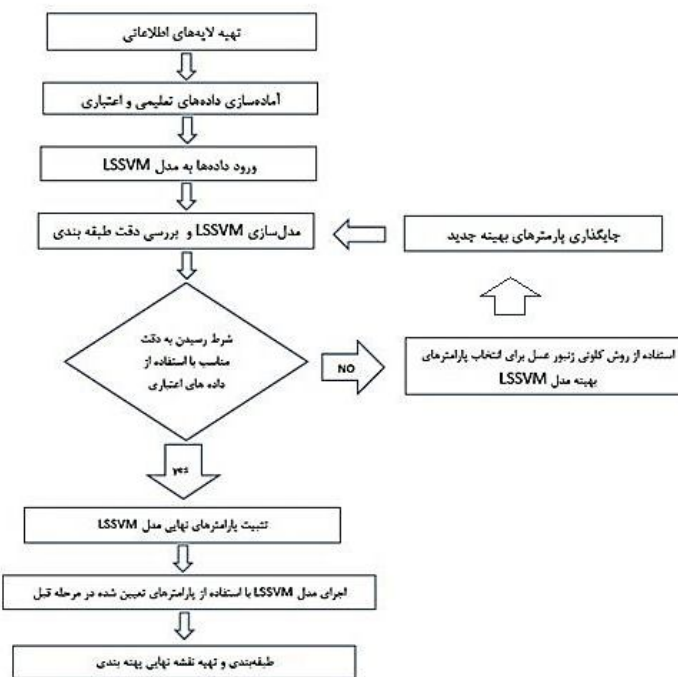 تهیه لایه‌های اطلاعاتی
آماده‌سازی داده‌های تعلیمی و اعتباری
ورود داده‌ها به مدل LSSVM
مدل‌سازی LSSVM و بررسی دقت طبقه بندی
جایگذاری پارمترهای بهینه جدید
شرط رسیدن به دقت
مناسب با استفاده از
داده های اعتباری
NO
استفاده از روش کلونی زنبور عسل برای انتخاب پارامترهای
بهینه مدل LSSVM
yes
تثبیت پارامترهای نهایی مدل LSSVM
اجرای مدل LSSVM با استفاده از پارامترهای تعیین شده در مرحله قبل
طبقه‌بندی و تهیه نقشه نهایی پهنه بندی